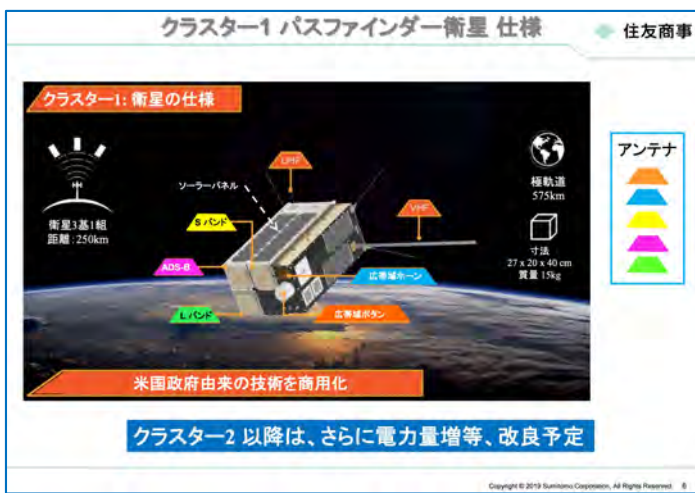 クラスター1 パスファインダー衛星 仕様
住友商事
クラスター1: 衛星の仕様
UHF
ソーラーパネル
極軌道
575km
アンテナ
衛星3基1組
距離:250km
S バンド
VHF
寸法
27 x 20 x 40 cm
質量 15kg
ADS-B
広帯域ホーン
L バンド
広帯域ボタン
米国政府由来の技術を商用化
クラスター2 以降は、さらに電力量増等、改良予定
Copyright © 2019 Sumitomo Corporation, All Rights Reserved. 6